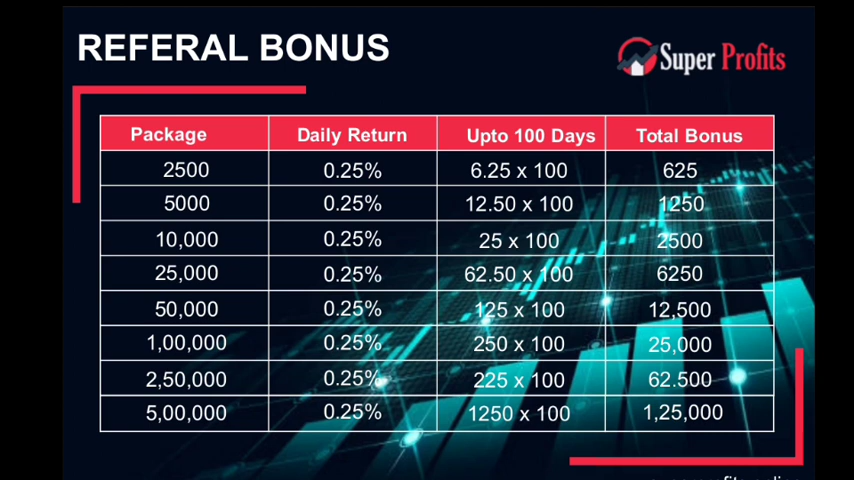 REFERAL BONUS
Super Profits
Package Daily Return Upto 100 Days Total Bonus
2500 0.25% 6.25 x 100 625
5000 0.25% 12.50 x 100 1250
10,000 0.25% 25 x 100 2500
25,000 0.25% 62.50 x 100 6250
50,000 0.25% 125 x 100 12,500
1,00,000 0.25% 250 x 100 25,000
2,50,000 0.25% 225 x 100 62.500
5,00,000 0.25% 1250 x 100 1,25,000